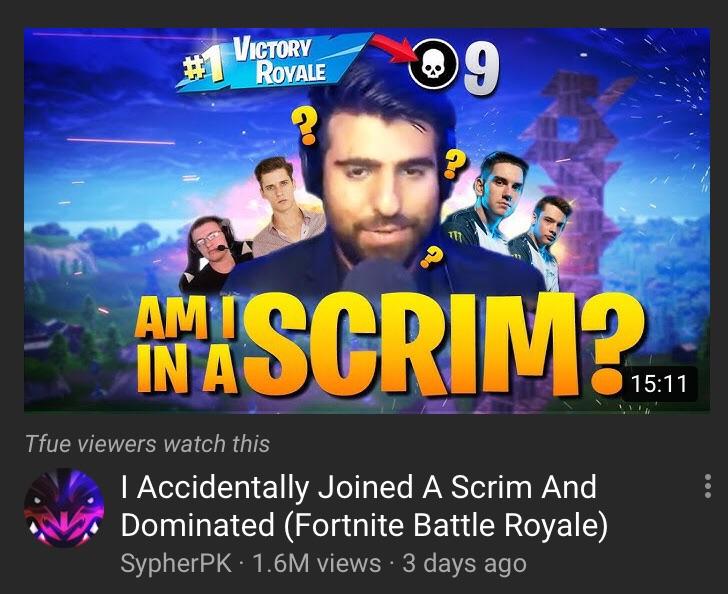 #1 VICTORY
ROYALE
9
?
?
?
AM I
IN A SCRIM?
15:11
Tfue viewers watch this
I Accidentally Joined A Scrim And
Dominated (Fortnite Battle Royale)
SypherPK · 1.6M views · 3 days ago